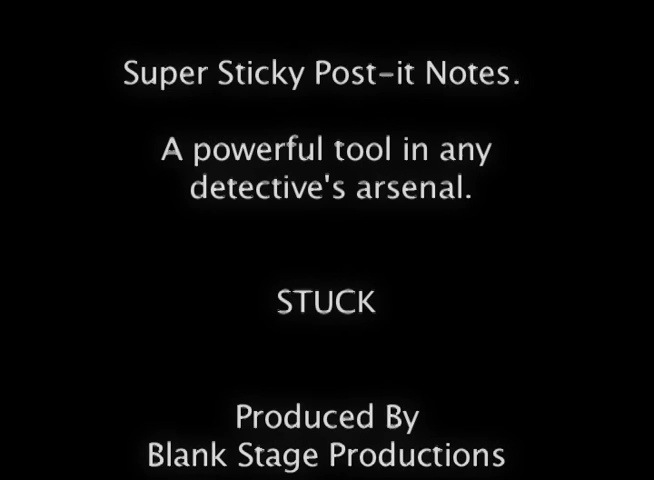 Super Sticky Post-it Notes.
A powerful tool in any
detective's arsenal.
STUCK
Produced By
Blank Stage Productions